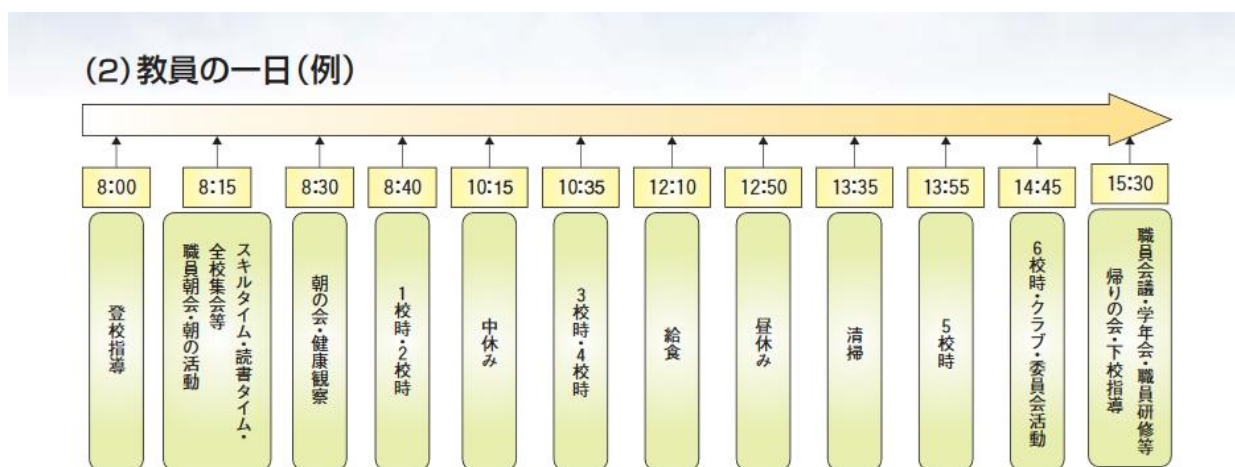 (2)教員の一日(例)
8:00
8:15
8:30
8:40
10:15
10:35
12:10
12:50
13:35
13:55
14:45
15:30
登校指導
スキルタイム・読書タイム・
全校集会等
職員朝会・朝の活動
朝の会・健康観察
1校時・2校時
中休み
3校時・4校時
給食
昼休み
清掃
5校時
6校時・クラブ・委員会活動
職員会議・学年会・職員研修等
帰りの会・下校指導